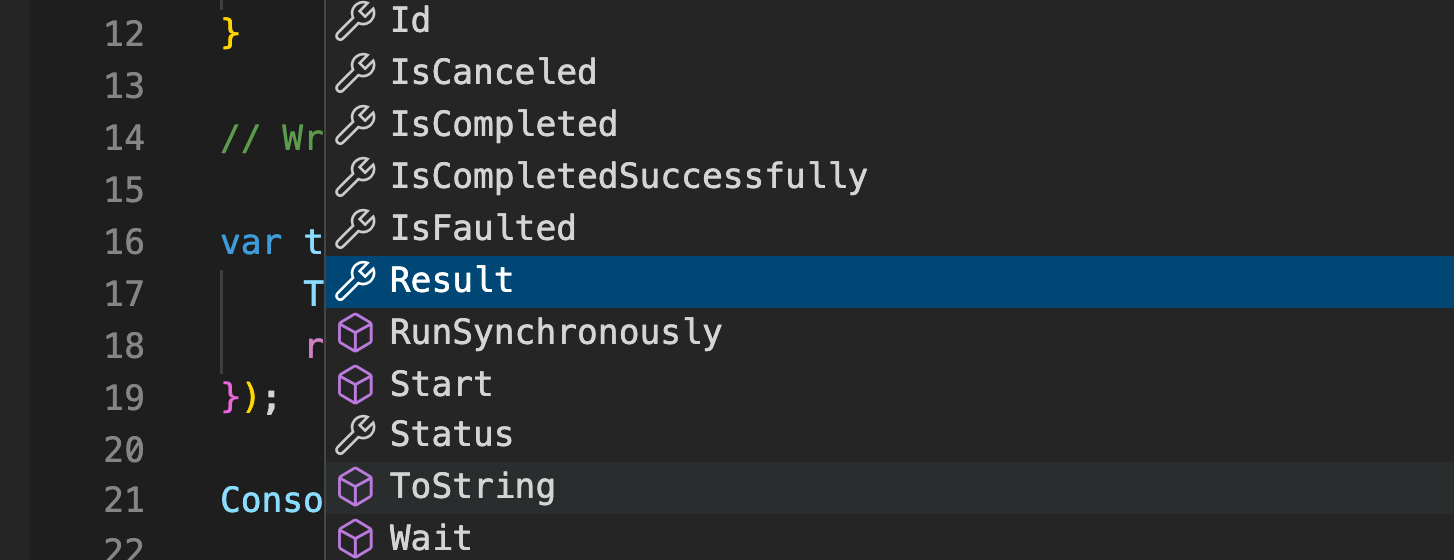 12 }
13
14 // Wr
15
16 var t
17 T
18 r
19 });
20
21 Conso
22
Id
IsCanceled
IsCompleted
IsCompletedSuccessfully
IsFaulted
Result
RunSynchronously
Start
Status
ToString
Wait